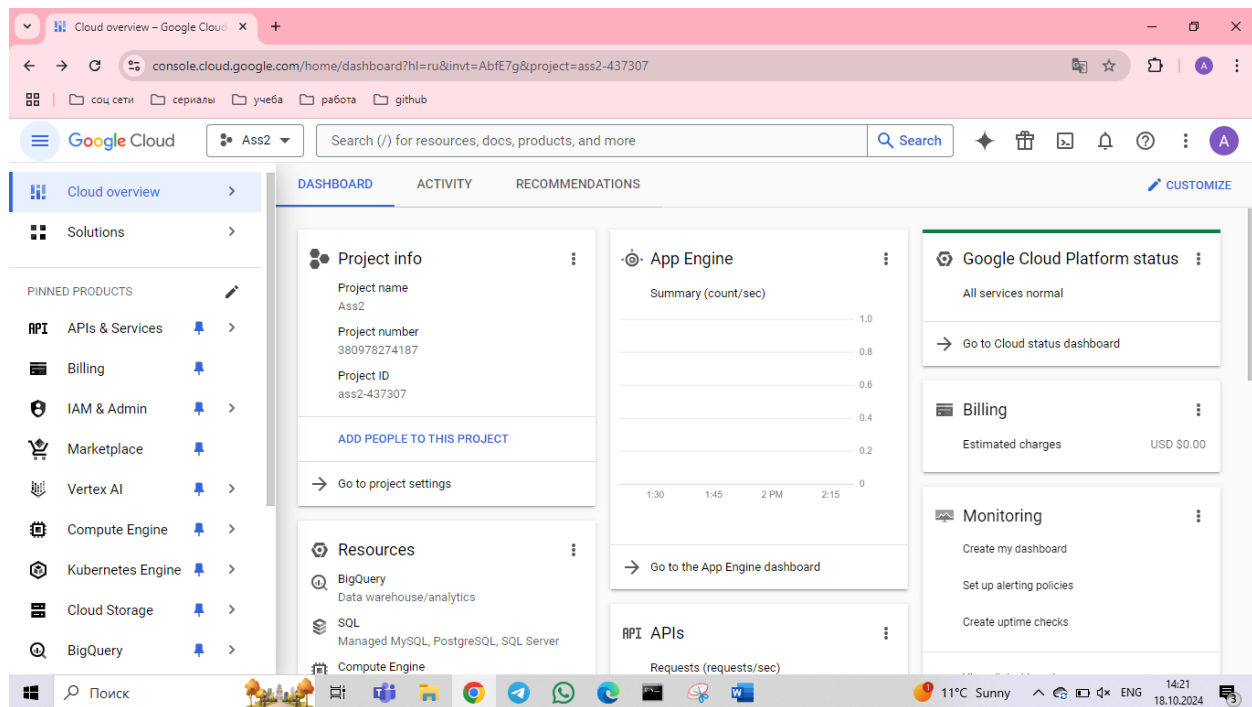 Cloud overview – Google Cloud
console.cloud.google.com/home/dashboard?hl=ru&invt=AbfE7g&project=ass2-437307
A
соц сети сериалы учеба работа github
Google Cloud
Ass2
Search (/) for resources, docs, products, and more
Search
A
Cloud overview
Solutions
PINNED PRODUCTS
API APIs & Services
Billing
IAM & Admin
Marketplace
Vertex AI
Compute Engine
Kubernetes Engine
Cloud Storage
BigQuery
DASHBOARD ACTIVITY RECOMMENDATIONS
CUSTOMIZE
Project info
Project name
Ass2
Project number
380978274187
Project ID
ass2-437307
ADD PEOPLE TO THIS PROJECT
Go to project settings
Resources
BigQuery
Data warehouse/analytics
SQL
Managed MySQL, PostgreSQL, SQL Server
Compute Engine
App Engine
Summary (count/sec)
1.0
0.8
0.6
0.4
0.2
0
1:30 1:45 2 PM 2:15
Go to the App Engine dashboard
API APIs
Requests (requests/sec)
Google Cloud Platform status
All services normal
Go to Cloud status dashboard
Billing
Estimated charges USD $0.00
Monitoring
Create my dashboard
Set up alerting policies
Create uptime checks
Поиск
11°C Sunny
ENG
14:21
18.10.2024
3